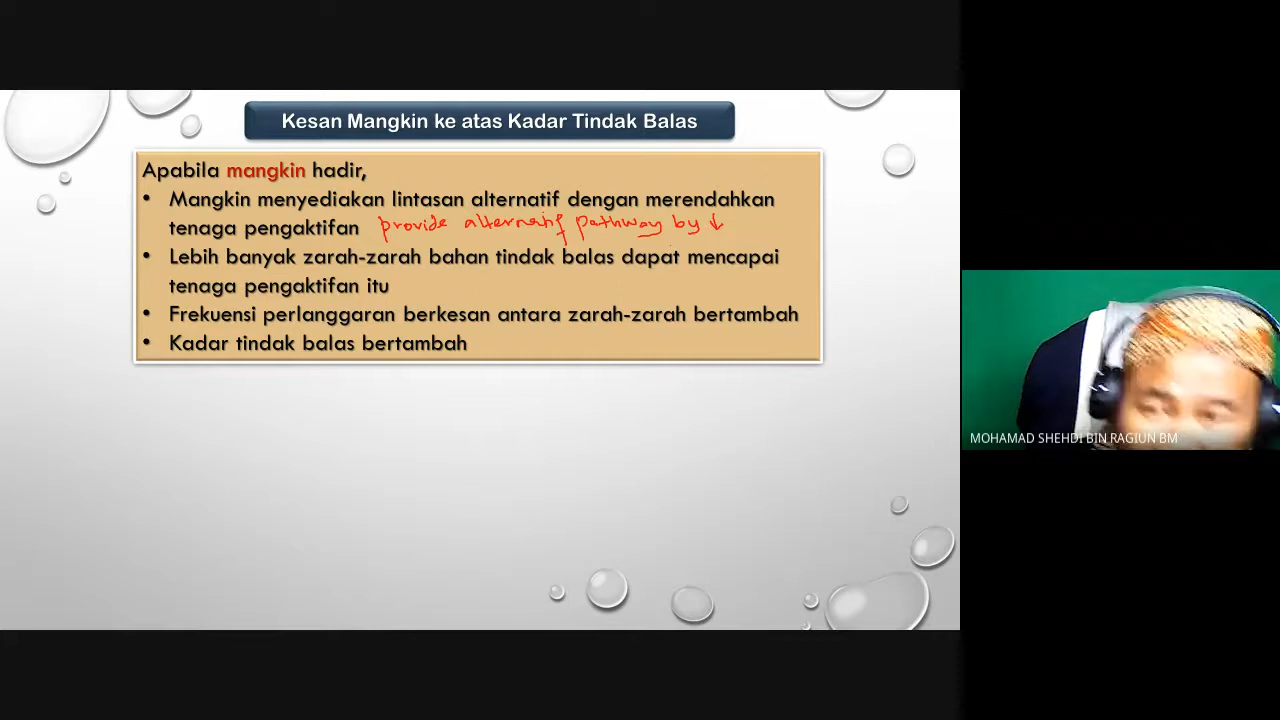 Kesan Mangkin ke atas Kadar Tindak Balas
Apabila mangkin hadir,
• Mangkin menyediakan lintasan alternatif dengan merendahkan
tenaga pengaktifan provide alternatif pathway by ↓
• Lebih banyak zarah-zarah bahan tindak balas dapat mencapai
tenaga pengaktifan itu
• Frekuensi perlanggaran berkesan antara zarah-zarah bertambah
• Kadar tindak balas bertambah
MOHAMAD SHEHDI BIN RAGIUN BM